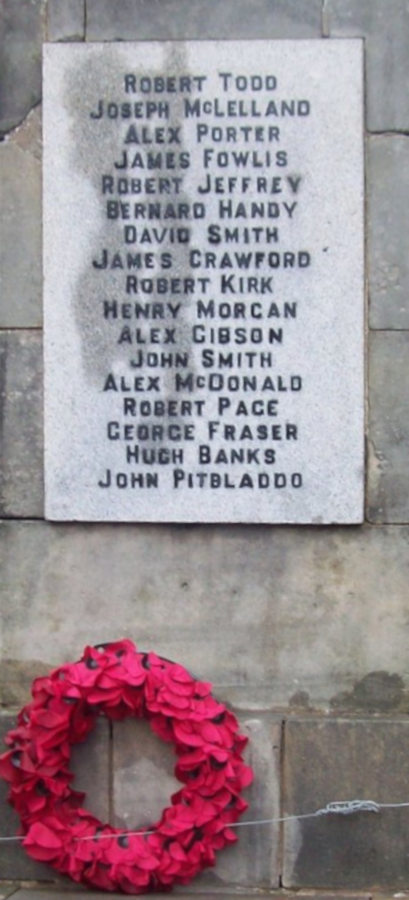 ROBERT TODD
JOSEPH McLELLAND
ALEX PORTER
JAMES FOWLIS
ROBERT JEFFREY
BERNARD HANDY
DAVID SMITH
JAMES CRAWFORD
ROBERT KIRK
HENRY MORGAN
ALEX GIBSON
JOHN SMITH
ALEX McDONALD
ROBERT PAGE
GEORGE FRASER
HUGH BANKS
JOHN PITBLADDO